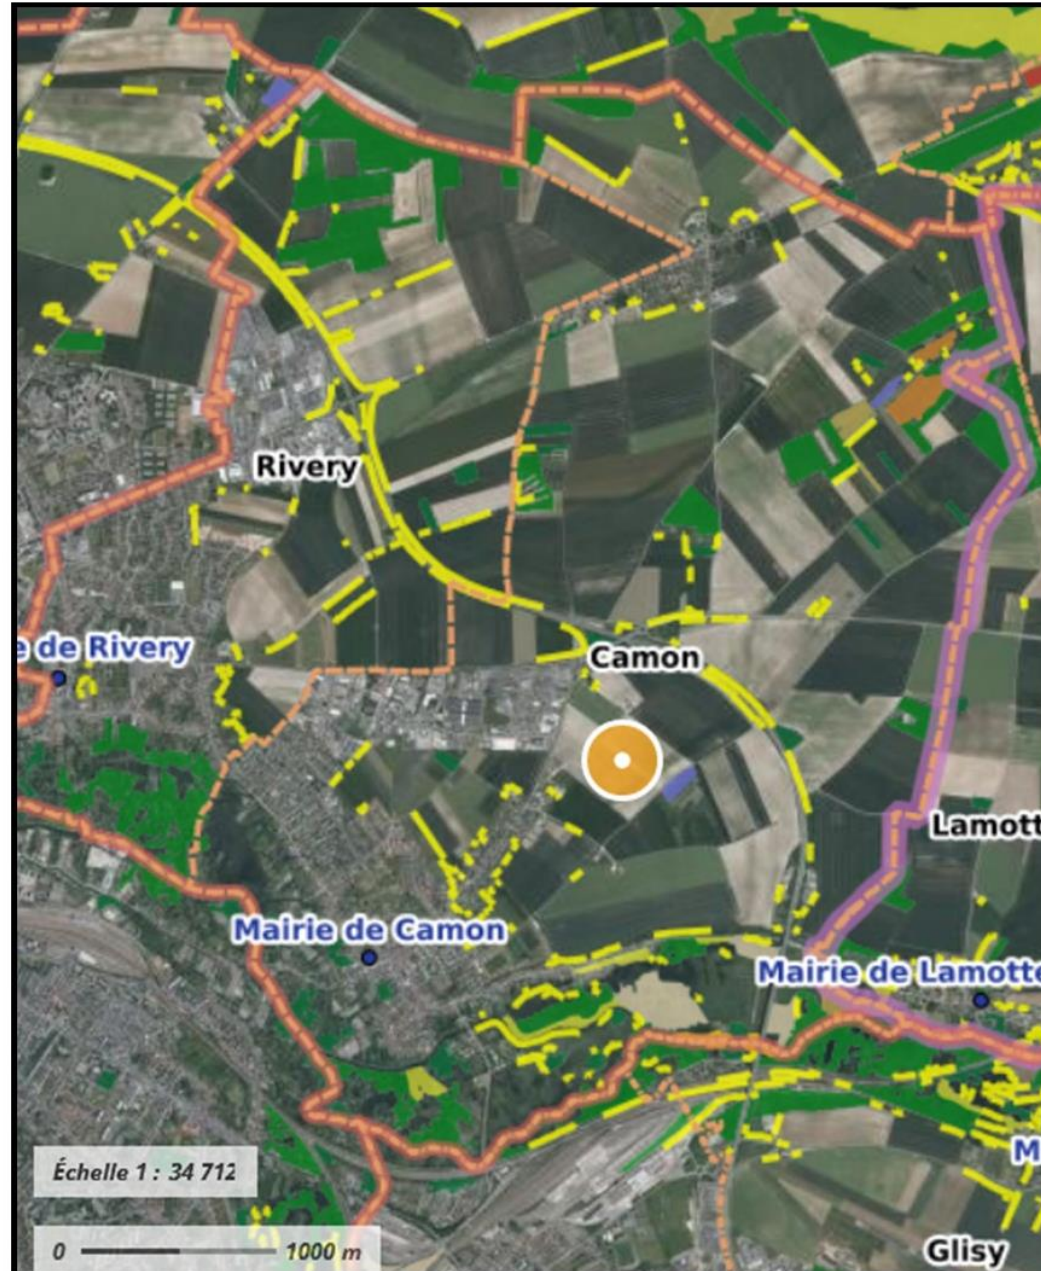 Rivery
e de Rivery
Camon
Lamott
Mairie de Camon
Mairie de Lamotte
M
Échelle 1 : 34 712
0 1000 m
Glisy